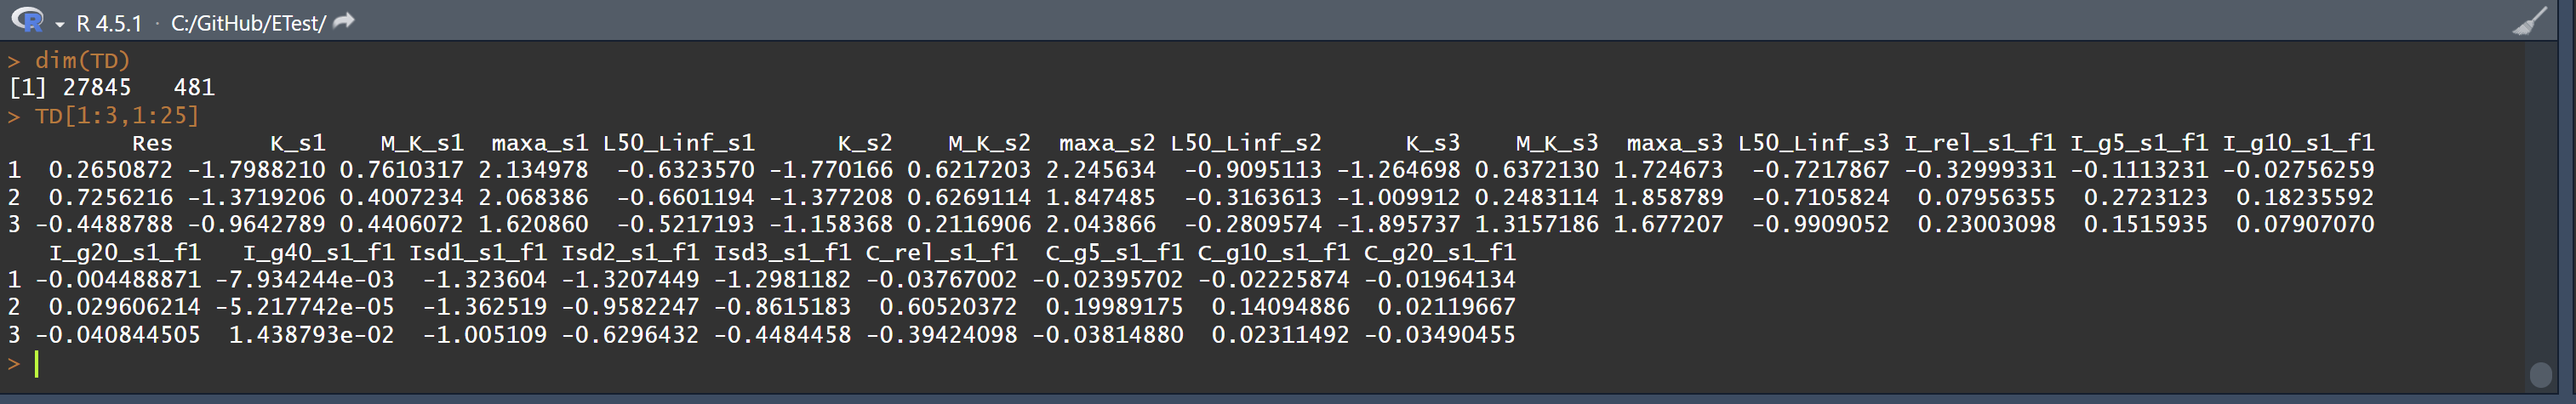 R 4.5.1 · C:/GitHub/ETest/
> dim(TD)
[1] 27845   481
> TD[1:3,1:25]
         Res       K_s1    M_K_s1  maxa_s1 L50_Linf_s1      K_s2    M_K_s2  maxa_s2 L50_Linf_s2      K_s3    M_K_s3  maxa_s3 L50_Linf_s3 I_rel_s1_f1 I_g5_s1_f1 I_g10_s1_f1
1  0.2650872 -1.7988210 0.7610317 2.134978  -0.6323570 -1.770166 0.6217203 2.245634  -0.9095113 -1.264698 0.6372130 1.724673  -0.7217867 -0.32999331 -0.1113231 -0.02756259
2  0.7256216 -1.3719206 0.4007234 2.068386  -0.6601194 -1.377208 0.6269114 1.847485  -0.3163613 -1.009912 0.2483114 1.858789  -0.7105824  0.07956355  0.2723123  0.18235592
3 -0.4488788 -0.9642789 0.4406072 1.620860  -0.5217193 -1.158368 0.2116906 2.043866  -0.2809574 -1.895737 1.3157186 1.677207  -0.9909052  0.23003098  0.1515935  0.07907070
   I_g20_s1_f1   I_g40_s1_f1 Isd1_s1_f1 Isd2_s1_f1 Isd3_s1_f1 C_rel_s1_f1  C_g5_s1_f1 C_g10_s1_f1 C_g20_s1_f1
1 -0.004488871 -7.934244e-03  -1.323604 -1.3207449 -1.2981182 -0.03767002 -0.02395702 -0.02225874 -0.01964134
2  0.029606214 -5.217742e-05  -1.362519 -0.9582247 -0.8615183  0.60520372  0.19989175  0.14094886  0.02119667
3 -0.040844505  1.438793e-02  -1.005109 -0.6296432 -0.4484458 -0.39424098 -0.03814880  0.02311492 -0.03490455
>